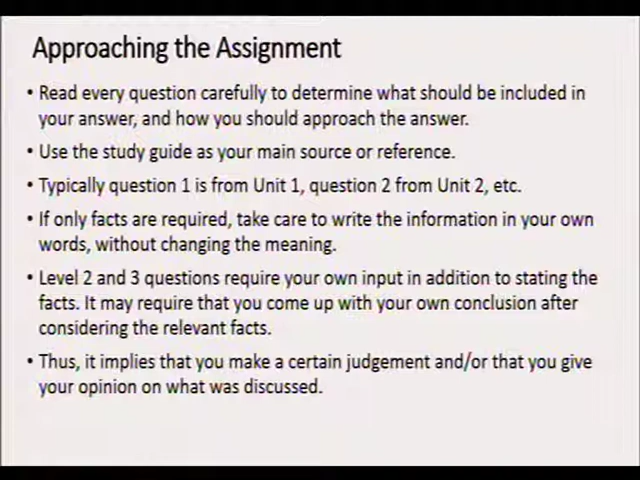 Approaching the Assignment
• Read every question carefully to determine what should be included in
your answer, and how you should approach the answer.
• Use the study guide as your main source or reference.
• Typically question 1 is from Unit 1, question 2 from Unit 2, etc.
• If only facts are required, take care to write the information in your own
words, without changing the meaning.
• Level 2 and 3 questions require your own input in addition to stating the
facts. It may require that you come up with your own conclusion after
considering the relevant facts.
• Thus, it implies that you make a certain judgement and/or that you give
your opinion on what was discussed.